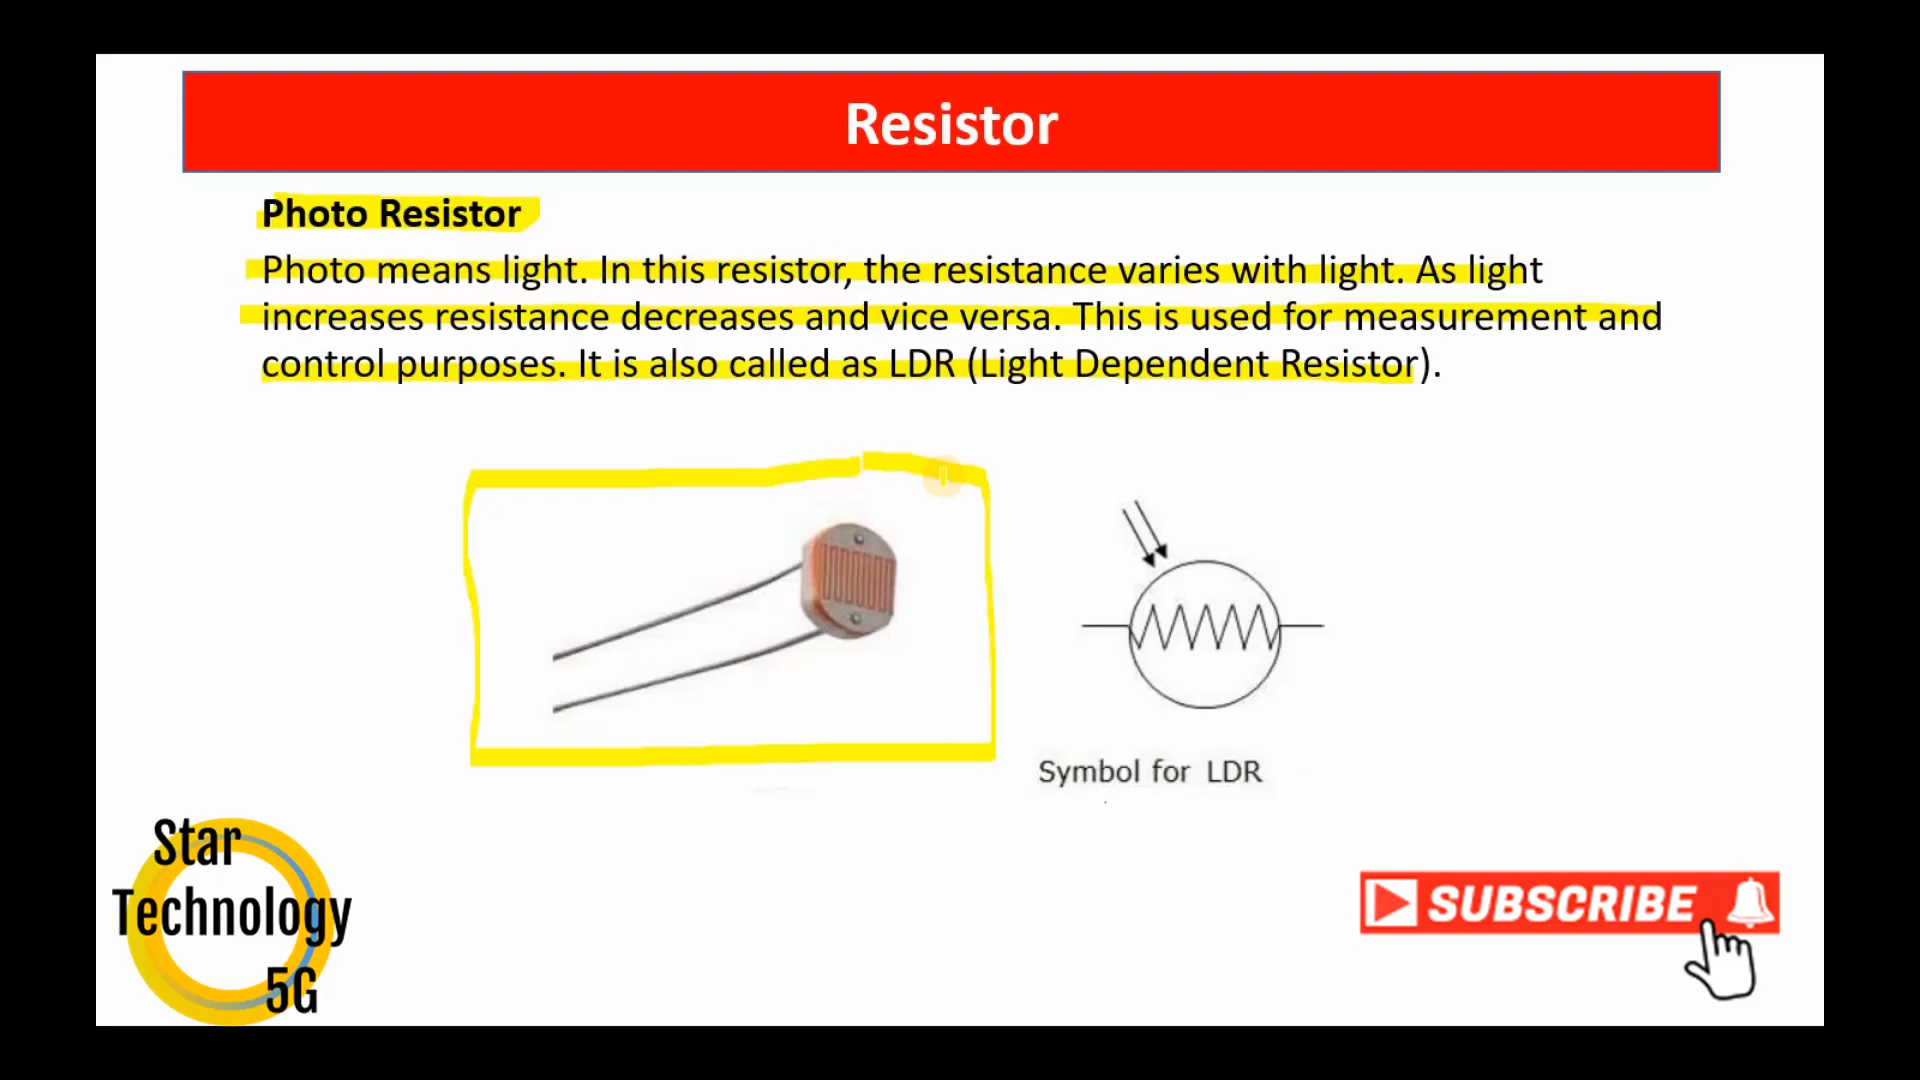 Resistor
Photo Resistor
Photo means light. In this resistor, the resistance varies with light. As light
increases resistance decreases and vice versa. This is used for measurement and
control purposes. It is also called as LDR (Light Dependent Resistor).
Symbol for LDR
Star
Technology
5G
SUBSCRIBE